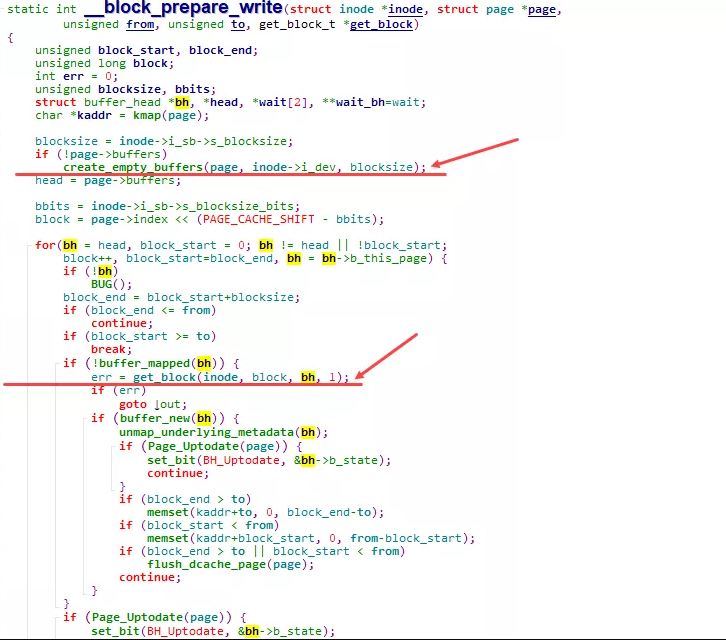 static int __block_prepare_write(struct inode *inode, struct page *page,
        unsigned from, unsigned to, get_block_t *get_block)
{
    unsigned block_start, block_end;
    unsigned long block;
    int err = 0;
    unsigned blocksize, bbits;
    struct buffer_head *bh, *head, *wait[2], **wait_bh=wait;
    char *kaddr = kmap(page);

    blocksize = inode->i_sb->s_blocksize;
    if (!page->buffers)
        create_empty_buffers(page, inode->i_dev, blocksize);
    head = page->buffers;

    bbits = inode->i_sb->s_blocksize_bits;
    block = page->index << (PAGE_CACHE_SHIFT - bbits);

    for(bh = head, block_start = 0; bh != head || !block_start;
        block++, block_start=block_end, bh = bh->b_this_page) {
        if (!bh)
            BUG();
        block_end = block_start+blocksize;
        if (block_end <= from)
            continue;
        if (block_start >= to)
            break;
        if (!buffer_mapped(bh)) {
            err = get_block(inode, block, bh, 1);
            if (err)
                goto ↓out;
            if (buffer_new(bh)) {
                unmap_underlying_metadata(bh);
                if (Page_Uptodate(page)) {
                    set_bit(BH_Uptodate, &bh->b_state);
                    continue;
                }
                if (block_end > to)
                    memset(kaddr+to, 0, block_end-to);
                if (block_start < from)
                    memset(kaddr+block_start, 0, from-block_start);
                if (block_end > to || block_start < from)
                    flush_dcache_page(page);
                continue;
            }
        }
        if (Page_Uptodate(page)) {
            set_bit(BH_Uptodate, &bh->b_state);